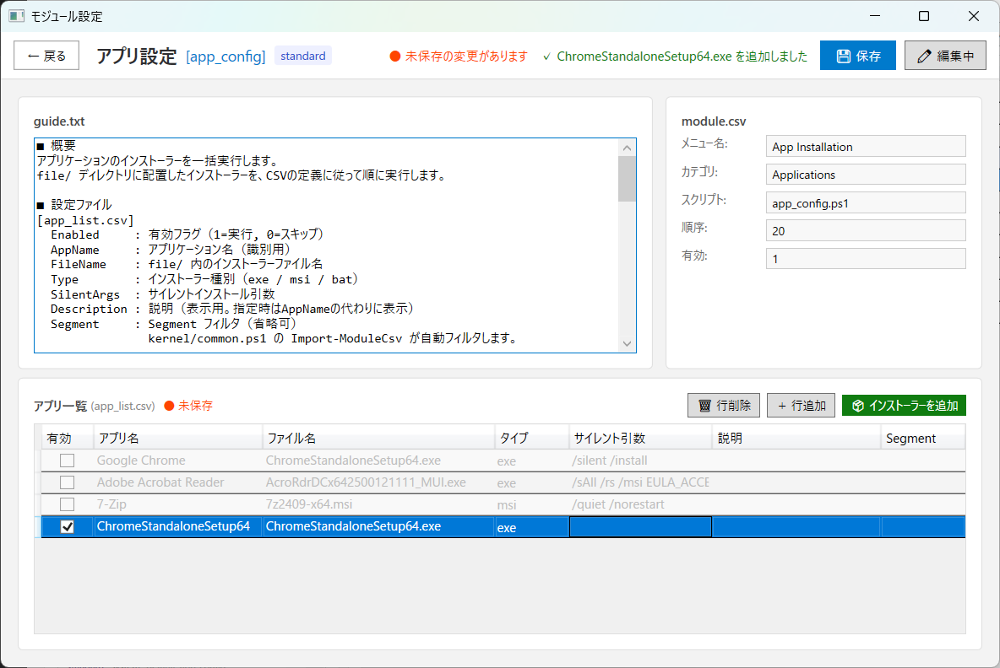 モジュール設定
← 戻る
アプリ設定 [app_config] standard
● 未保存の変更があります
✓ ChromeStandaloneSetup64.exe を追加しました
保存
編集中
guide.txt
■ 概要
アプリケーションのインストーラーを一括実行します。
file/ ディレクトリに配置したインストーラーを、CSVの定義に従って順に実行します。
■ 設定ファイル
[app_list.csv]
Enabled : 有効フラグ (1=実行, 0=スキップ)
AppName : アプリケーション名 (識別用)
FileName : file/ 内のインストーラーファイル名
Type : インストーラー種別 (exe / msi / bat)
SilentArgs : サイレントインストール引数
Description : 説明 (表示用。指定時はAppNameの代わりに表示)
Segment : Segment フィルタ (省略可)
kernel/common.ps1 の Import-ModuleCsv が自動フィルタします。
module.csv
メニュー名: App Installation
カテゴリ: Applications
スクリプト: app_config.ps1
順序: 20
有効: 1
アプリ一覧 (app_list.csv) ● 未保存
行削除
+ 行追加
インストーラーを追加
有効 アプリ名 ファイル名 タイプ サイレント引数 説明 Segment
Google Chrome ChromeStandaloneSetup64.exe exe /silent /install
Adobe Acrobat Reader AcroRdrDCx642500121111_MUI.exe exe /sAll /rs /msi EULA_ACCE
7-Zip 7z2409-x64.msi msi /quiet /norestart
ChromeStandaloneSetup64 ChromeStandaloneSetup64.exe exe